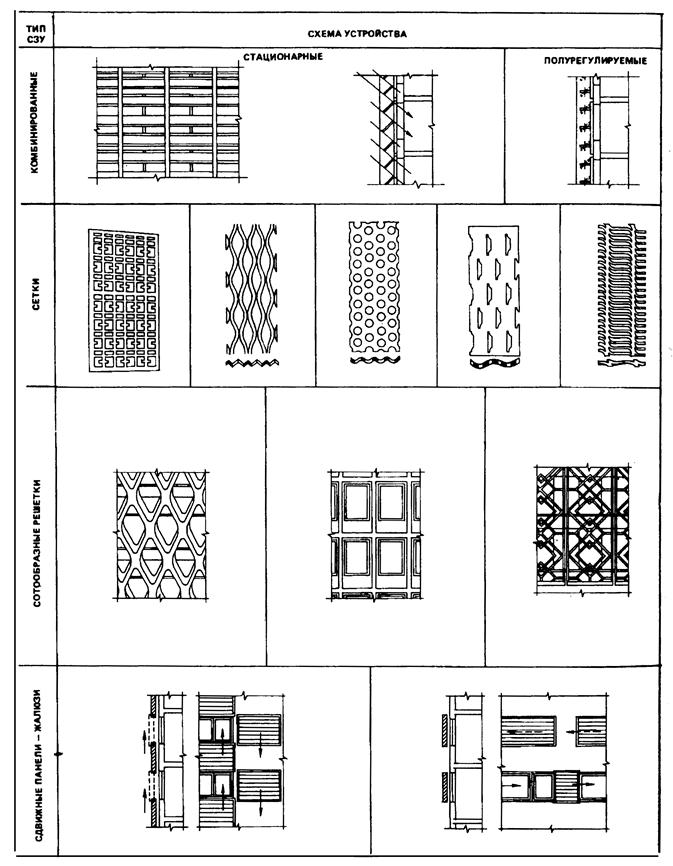 ТИП
СЗУ
СХЕМА УСТРОЙСТВА
КОМБИНИРОВАННЫЕ
СТАЦИОНАРНЫЕ
ПОЛУРЕГУЛИРУЕМЫЕ
СЕТКИ
СОТООБРАЗНЫЕ РЕШЕТКИ
СДВИЖНЫЕ ПАНЕЛИ — ЖАЛЮЗИ